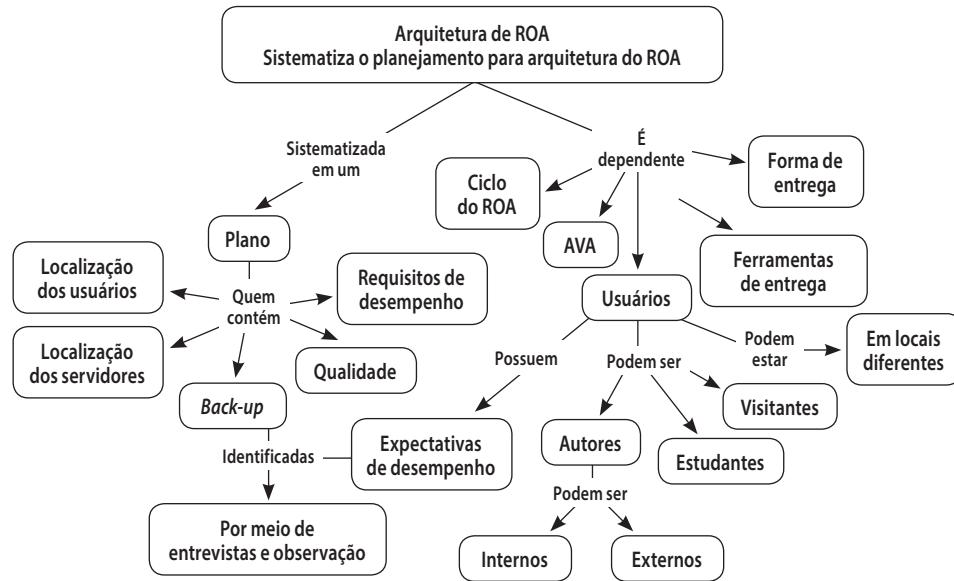 Arquitetura de ROA
Sistematiza o planejamento para arquitetura do ROA
Sistematizada
em um
É
dependente
Forma de
entrega
Ciclo
do ROA
AVA
Plano
Ferramentas
de entrega
Localização
dos usuários
Quem
contém
Requisitos de
desempenho
Usuários
Localização
dos servidores
Qualidade
Possuem
Podem ser
Podem
estar
Em locais
diferentes
Back-up
Visitantes
Identificadas
Expectativas
de desempenho
Autores
Estudantes
Podem ser
Por meio de
entrevistas e observação
Internos
Externos